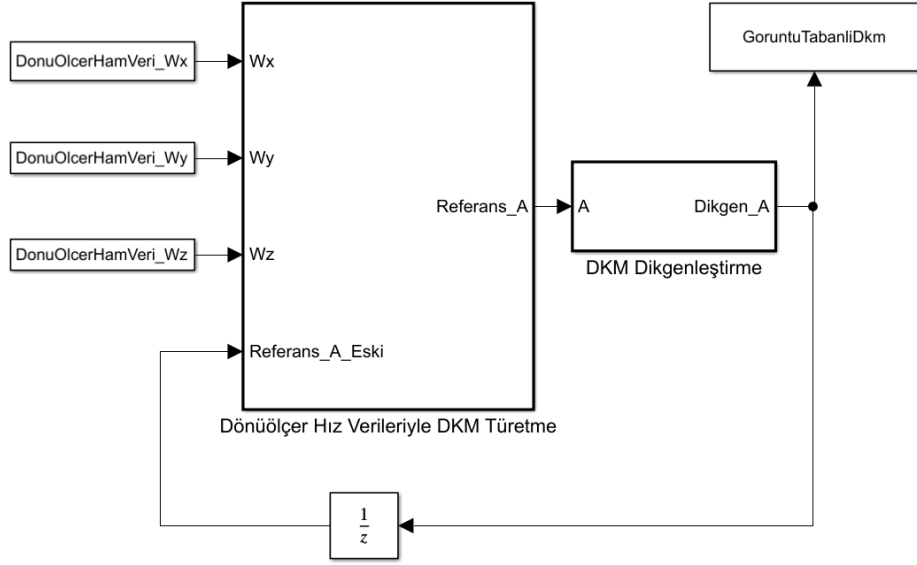 GoruntuTabanliDkm
DonuOlcerHamVeri_Wx
Wx
DonuOlcerHamVeri_Wy
Wy
Referans_A
A
Dikgen_A
DonuOlcerHamVeri_Wz
Wz
DKM Dikgenleştirme
Referans_A_Eski
Dönüölçer Hız Verileriyle DKM Türetme
1
z